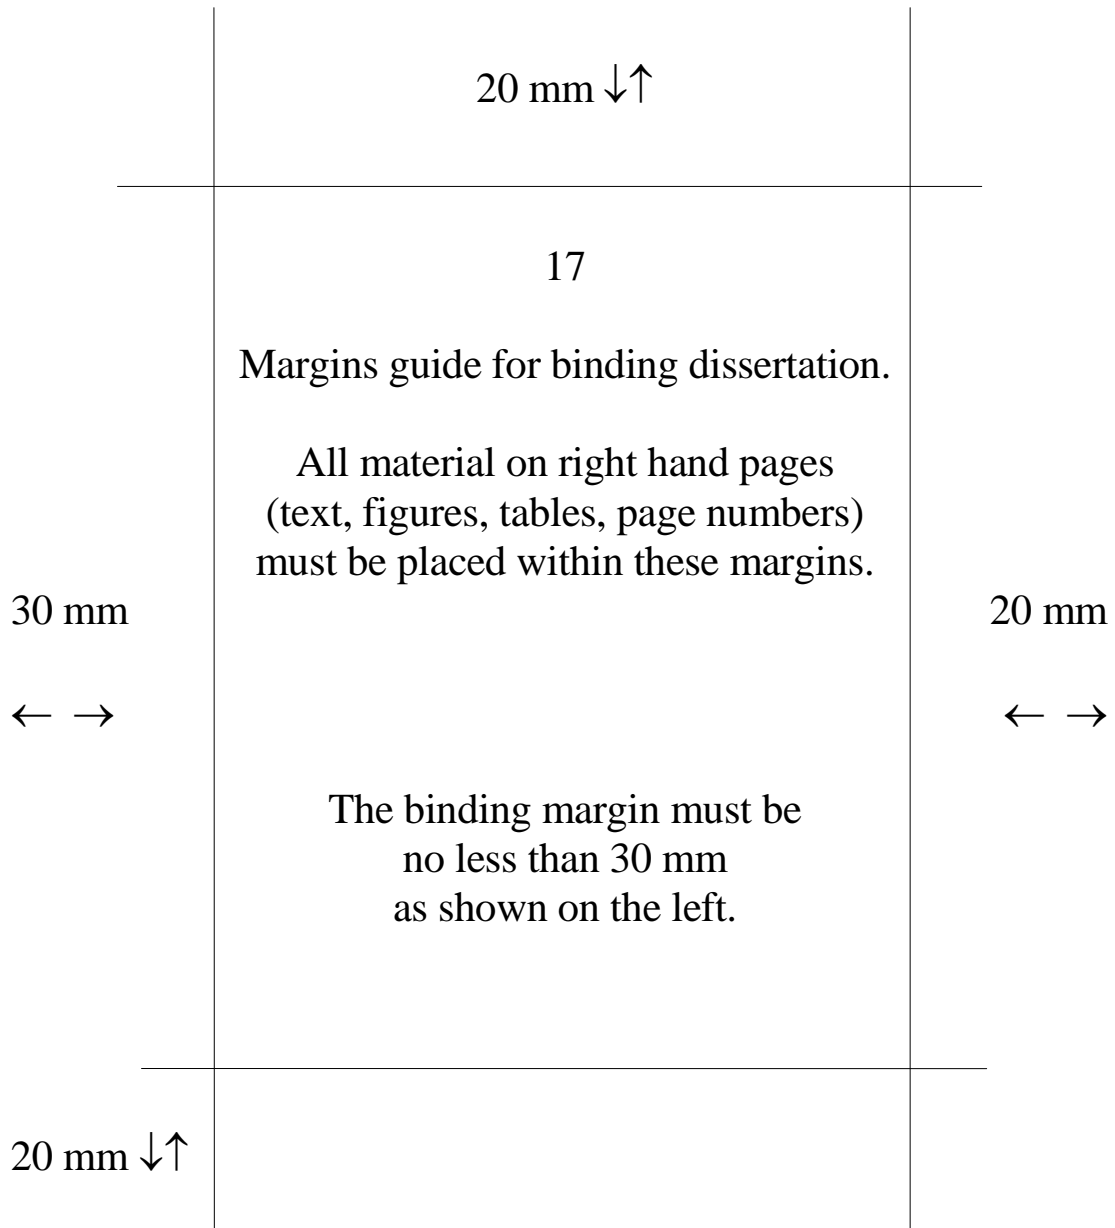 20 mm ↓↑
17
Margins guide for binding dissertation.
All material on right hand pages
(text, figures, tables, page numbers)
must be placed within these margins.
30 mm
20 mm
← →
← →
The binding margin must be
no less than 30 mm
as shown on the left.
20 mm ↓↑